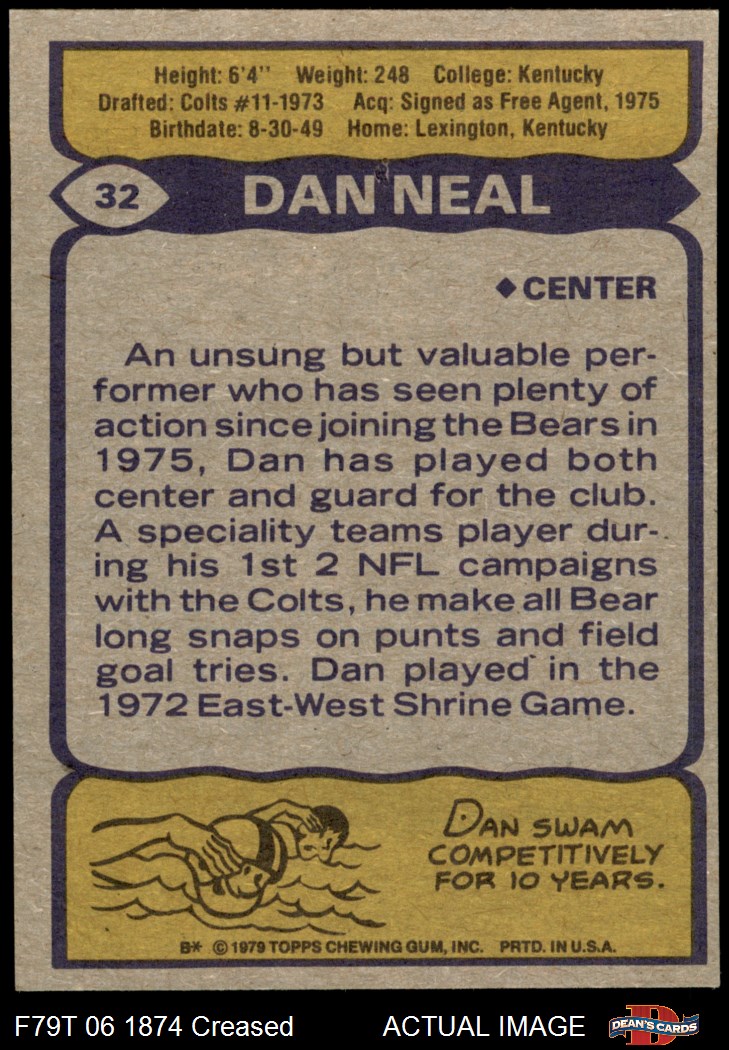 Height: 6'4'' Weight: 248 College: Kentucky
Drafted: Colts #11-1973 Acq: Signed as Free Agent, 1975
Birthdate: 8-30-49 Home: Lexington, Kentucky
32 DAN NEAL
◆ CENTER
An unsung but valuable per-
former who has seen plenty of
action since joining the Bears in
1975, Dan has played both
center and guard for the club.
A speciality teams player dur-
ing his 1st 2 NFL campaigns
with the Colts, he make all Bear
long snaps on punts and field
goal tries. Dan played in the
1972 East-West Shrine Game.
DAN SWAM
COMPETITIVELY
FOR 10 YEARS.
B* © 1979 TOPPS CHEWING GUM, INC. PRTD. IN U.S.A.
F79T 06 1874 Creased ACTUAL IMAGE D DEAN'S CARDS